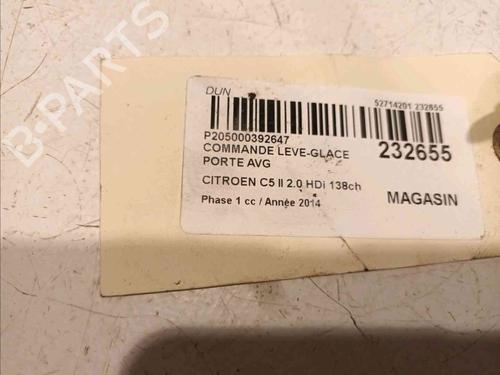 B-PARTS
DUN
52714201 232655
P205000392647
COMMANDE LEVE-GLACE
PORTE AVG
232655
CITROEN C5 II 2.0 HDi 138ch
MAGASIN
Phase 1 cc / Année 2014